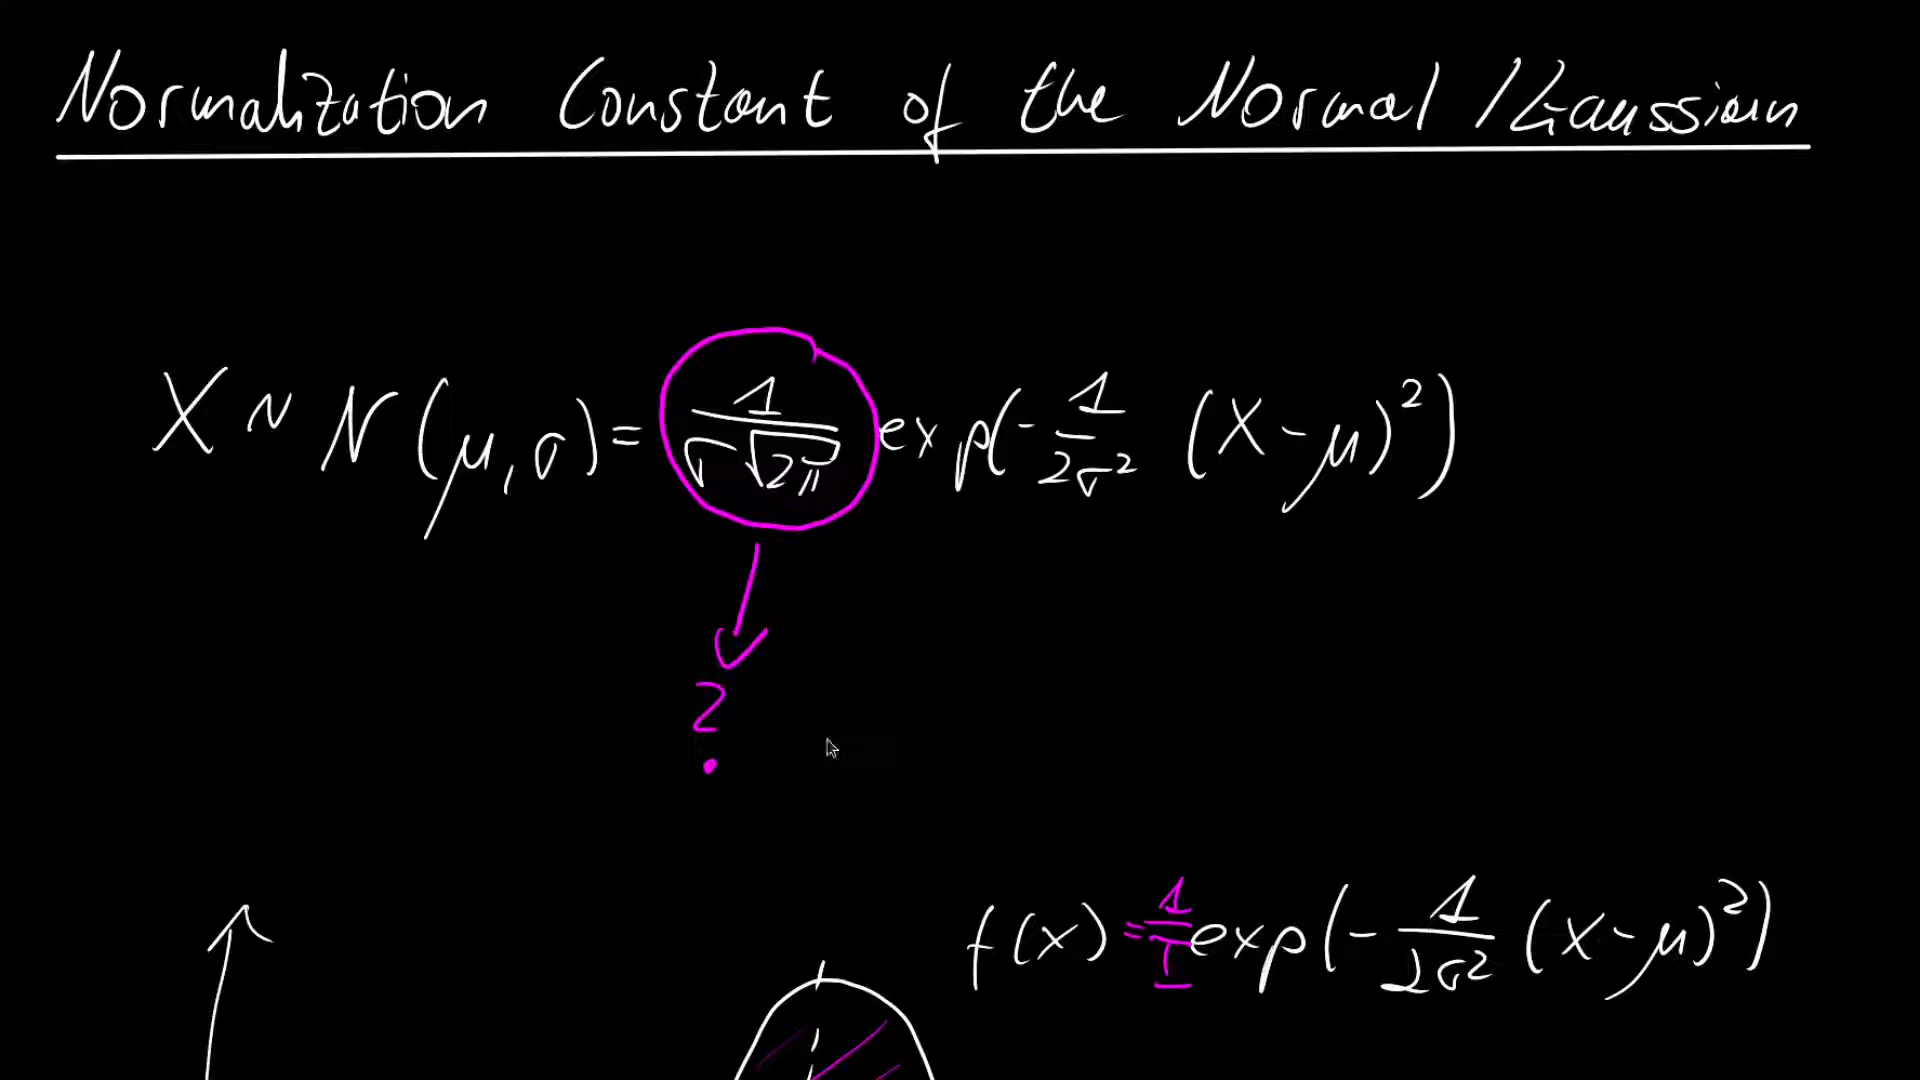 Normalization Constant of the Normal / Gaussian
X ~ N(μ, σ) = 1/(σ√2π) exp(-1/(2σ²) (X-μ)²)
?
f(x) = 1/I exp(-1/(2σ²) (x-μ)²)